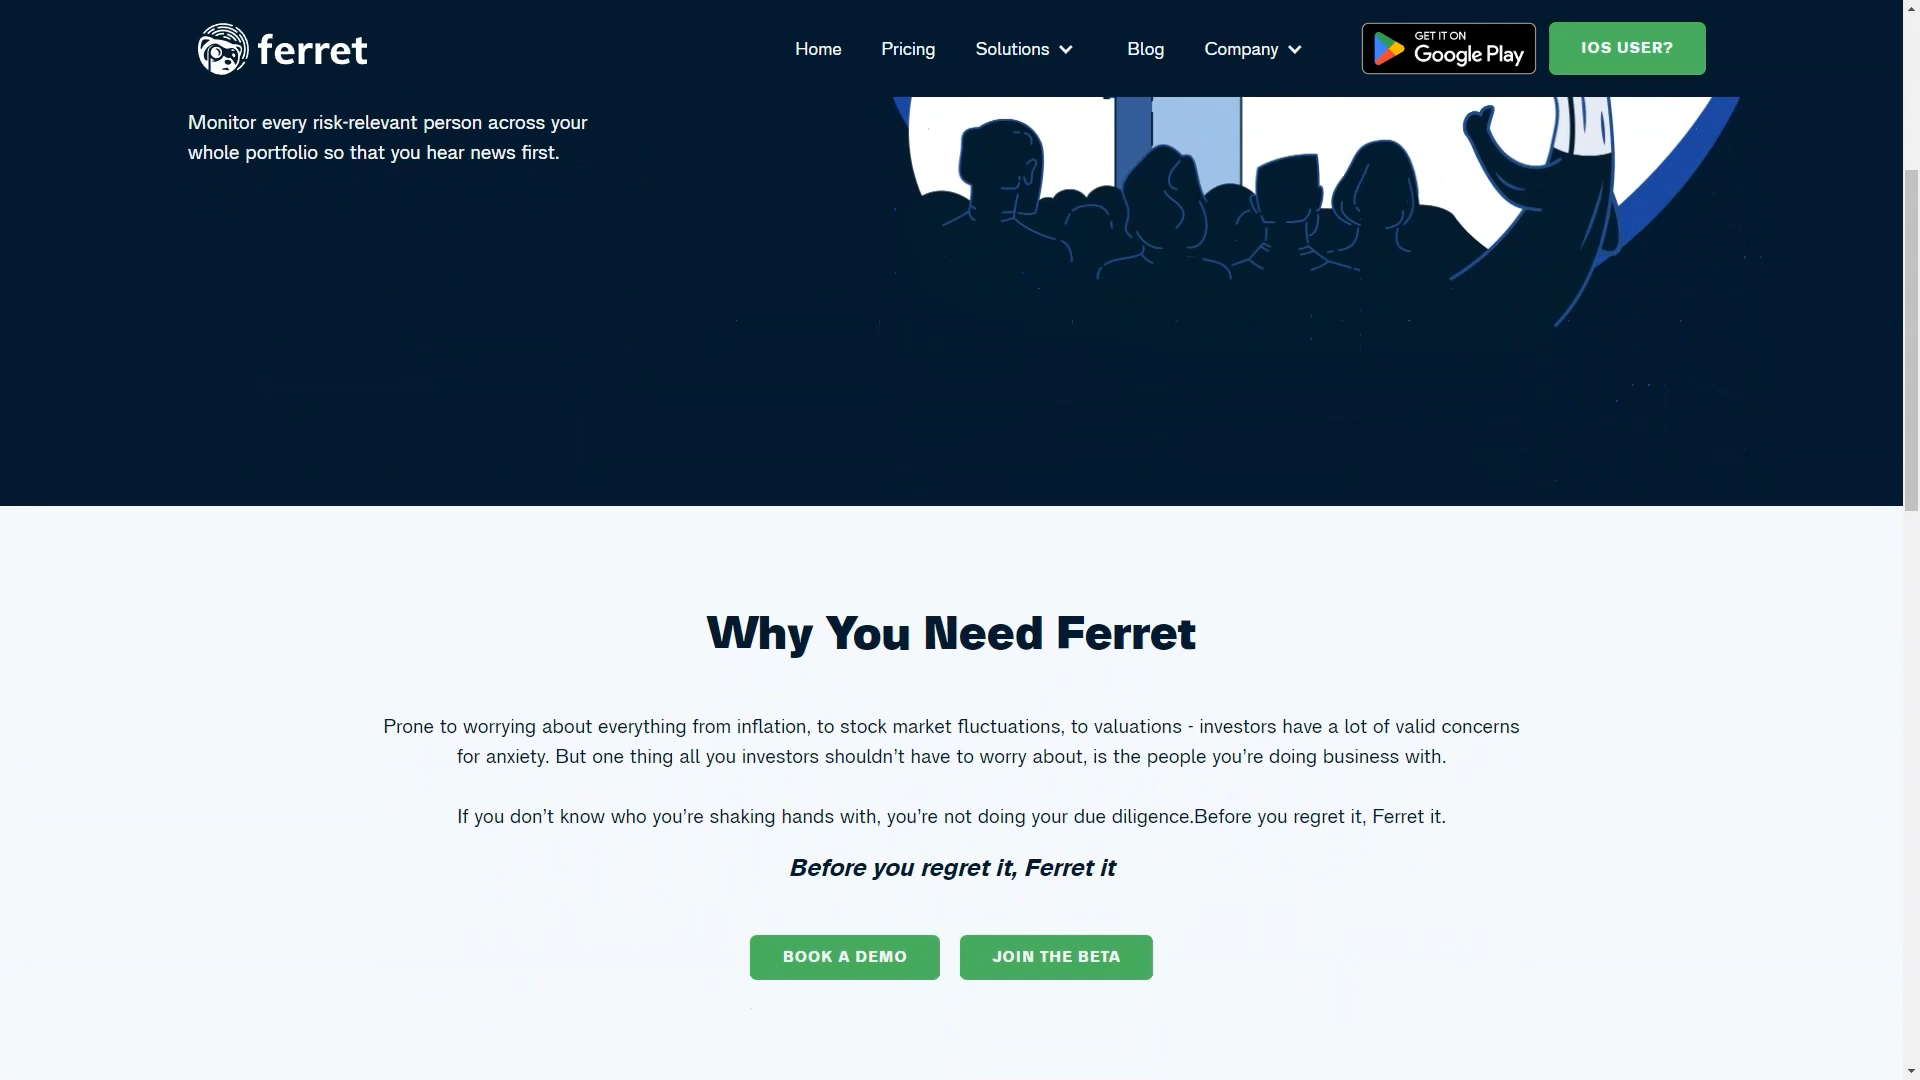 ferret
Home
Pricing
Solutions
Blog
Company
GET IT ON
Google Play
IOS USER?
Monitor every risk-relevant person across your
whole portfolio so that you hear news first.
Why You Need Ferret
Prone to worrying about everything from inflation, to stock market fluctuations, to valuations - investors have a lot of valid concerns
for anxiety. But one thing all you investors shouldn’t have to worry about, is the people you’re doing business with.
If you don’t know who you’re shaking hands with, you’re not doing your due diligence.Before you regret it, Ferret it.
Before you regret it, Ferret it
BOOK A DEMO
JOIN THE BETA